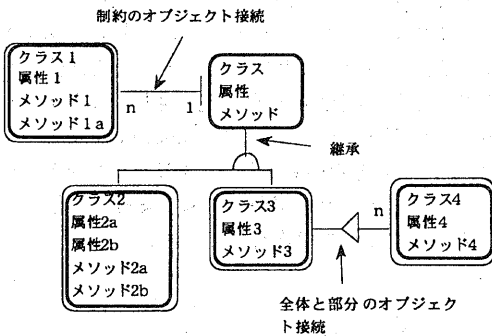 制約のオブジェクト接続
クラス1
属性1
メソッド1
メソッド1a
n
1
クラス
属性
メソッド
継承
クラス2
属性2a
属性2b
メソッド2a
メソッド2b
クラス3
属性3
メソッド3
n
クラス4
属性4
メソッド4
全体と部分のオブジェク
ト接続